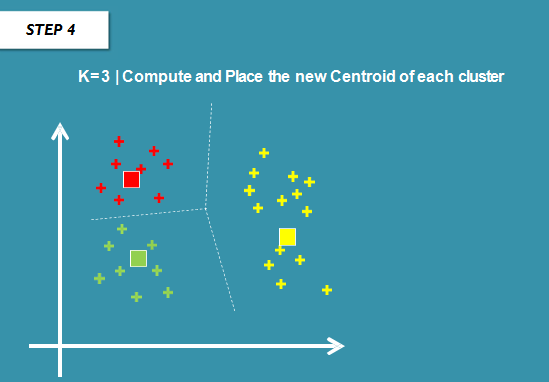 STEP 4
K=3 | Compute and Place the new Centroid of each cluster